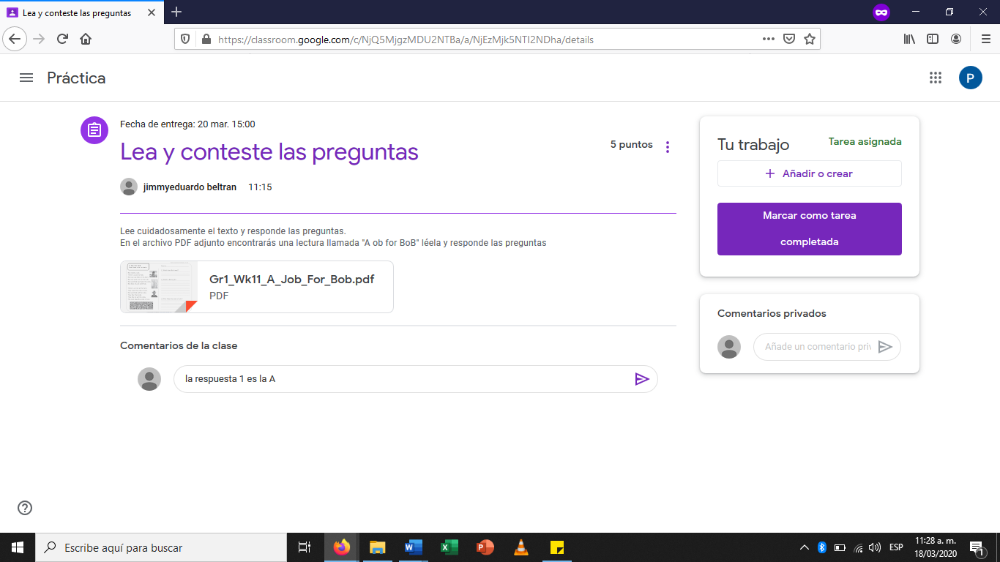 Lea y conteste las preguntas
https://classroom.google.com/c/NjQ5MjgzMDU2NTBa/a/NjEzMjk5NTI2NDha/details
Práctica
P
Fecha de entrega: 20 mar. 15:00
Lea y conteste las preguntas
5 puntos
jimmyeduardo beltran 11:15
Lee cuidadosamente el texto y responde las preguntas.
En el archivo PDF adjunto encontrarás una lectura llamada "A ob for BoB" léela y responde las preguntas
Gr1_Wk11_A_Job_For_Bob.pdf
PDF
Comentarios de la clase
la respuesta 1 es la A
Tu trabajo
Tarea asignada
Añadir o crear
Marcar como tarea
completada
Comentarios privados
Añade un comentario priv
Escribe aquí para buscar
ESP
11:28 a. m.
18/03/2020
1